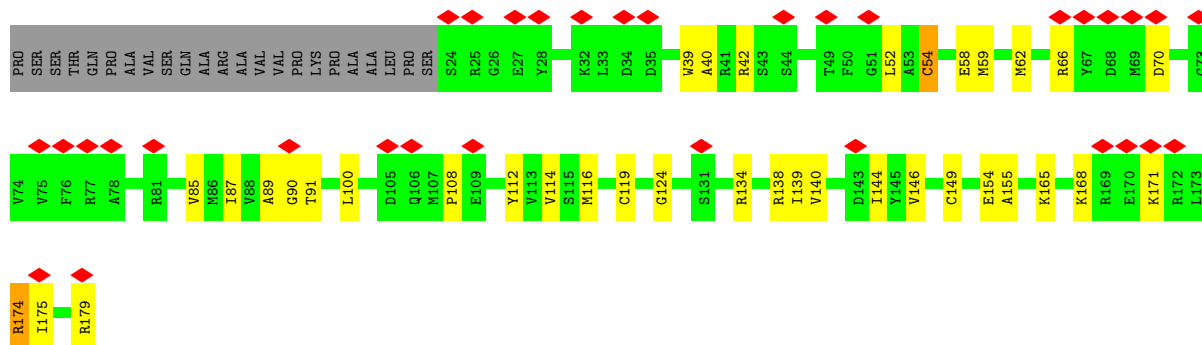 PRO SER SER THR GLN PRO ALA VAL SER GLN ALA ARG ALA VAL VAL PRO LYS PRO ALA ALA LEU PRO SER S24 R25 G26 E27 Y28 K32 L33 D34 D35 W39 A40 R41 R42 S43 S44 T49 F50 G51 L52 A53 C54 E58 M59 M62 R66 Y67 D68 M69 D70 G73
V74 V75 F76 R77 A78 R81 V85 M86 I87 V88 A89 G90 T91 L100 D105 Q106 M107 P108 E109 Y112 V113 V114 S115 M116 C119 G124 S131 R134 R138 I139 V140 D143 I144 Y145 V146 C149 E154 A155 K165 K168 R169 E170 K171 R172 L173
R174 I175 R179